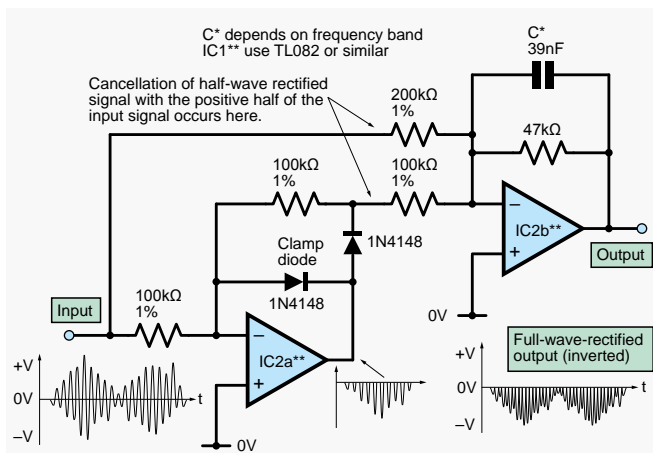 C* depends on frequency band
IC1** use TL082 or similar
Cancellation of half-wave rectified
signal with the positive half of the
input signal occurs here.
C*
39nF
200kΩ
1%
47kΩ
100kΩ
1%
100kΩ
1%
1N4148
Clamp
diode
1N4148
IC2b**
–
+
Output
0V
Input
100kΩ
1%
–
+
IC2a**
0V
Full-wave-rectified
output (inverted)
+V
0V
–V
t
+V
0V
–V
t